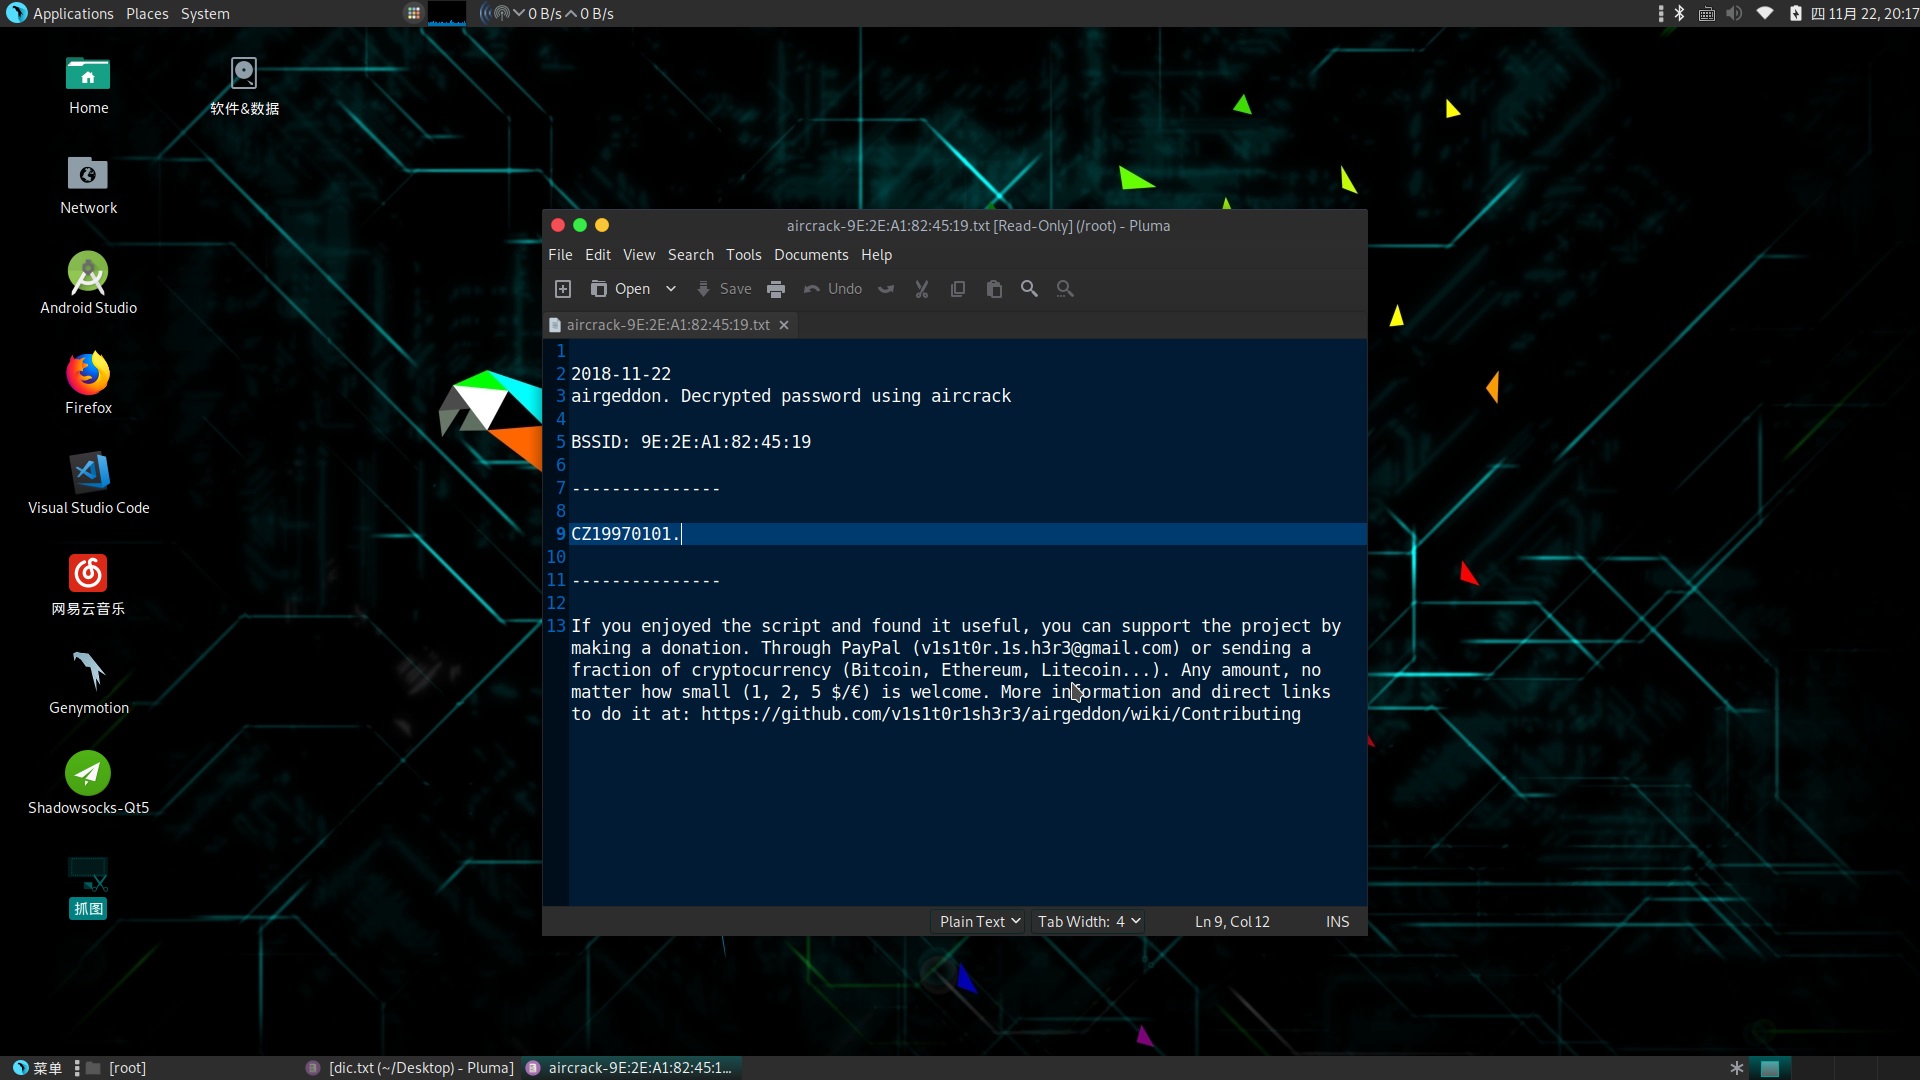 Applications Places System
0 B/s 0 B/s
四 11月 22, 20:17
Home
软件&数据
Network
Android Studio
Firefox
Visual Studio Code
网易云音乐
Genymotion
Shadowsocks-Qt5
抓图
aircrack-9E:2E:A1:82:45:19.txt [Read-Only] (/root) - Pluma
File Edit View Search Tools Documents Help
Open Save Undo
aircrack-9E:2E:A1:82:45:19.txt
1
2 2018-11-22
3 airgeddon. Decrypted password using aircrack
4
5 BSSID: 9E:2E:A1:82:45:19
6
7 ---------------
8
9 CZ19970101.
10
11 ---------------
12
13 If you enjoyed the script and found it useful, you can support the project by
making a donation. Through PayPal (v1s1t0r.1s.h3r3@gmail.com) or sending a
fraction of cryptocurrency (Bitcoin, Ethereum, Litecoin...). Any amount, no
matter how small (1, 2, 5 $/€) is welcome. More information and direct links
to do it at: https://github.com/v1s1t0r1sh3r3/airgeddon/wiki/Contributing
Plain Text Tab Width: 4 Ln 9, Col 12 INS
菜单 [root] [dic.txt (~/Desktop) - Pluma] aircrack-9E:2E:A1:82:45:1...